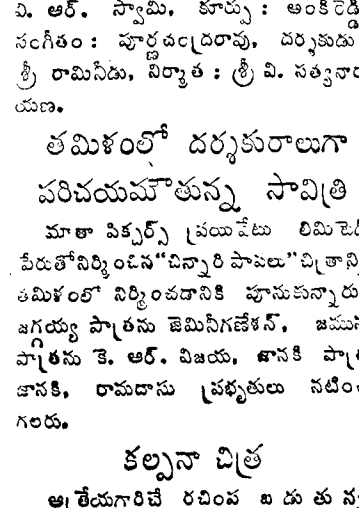 వి. ఆర్. స్వామి, కూర్పు : అంకిరెడ్డి
సంగీతం : పూర్ణచంద్రరావు, దర్శకుడు
శ్రీ రామినీడు, నిర్మాత : శ్రీ వి. సత్యనారా
యణ.
తమిళంలో దర్శకురాలుగా
పరిచయమౌతున్న సావిత్రి
మాతా పిక్చర్స్ ప్రయివేటు లిమిటెడ్
పేరుతోనిర్మించిన "చిన్నారి పాపలు" చిత్రాన్ని
తమిళంలో నిర్మించడానికి పూనుకున్నారు
జగ్గయ్య పాత్రను జెమినీగణేశన్, జమున
పాత్రను కె. ఆర్. విజయ, జానకి పాత్ర
జానకి, రామదాసు ప్రభృతులు నటించ
గలరు.
కల్పనా చిత్ర
ఆత్రేయగారిచే రచింప బ డు తు న్న